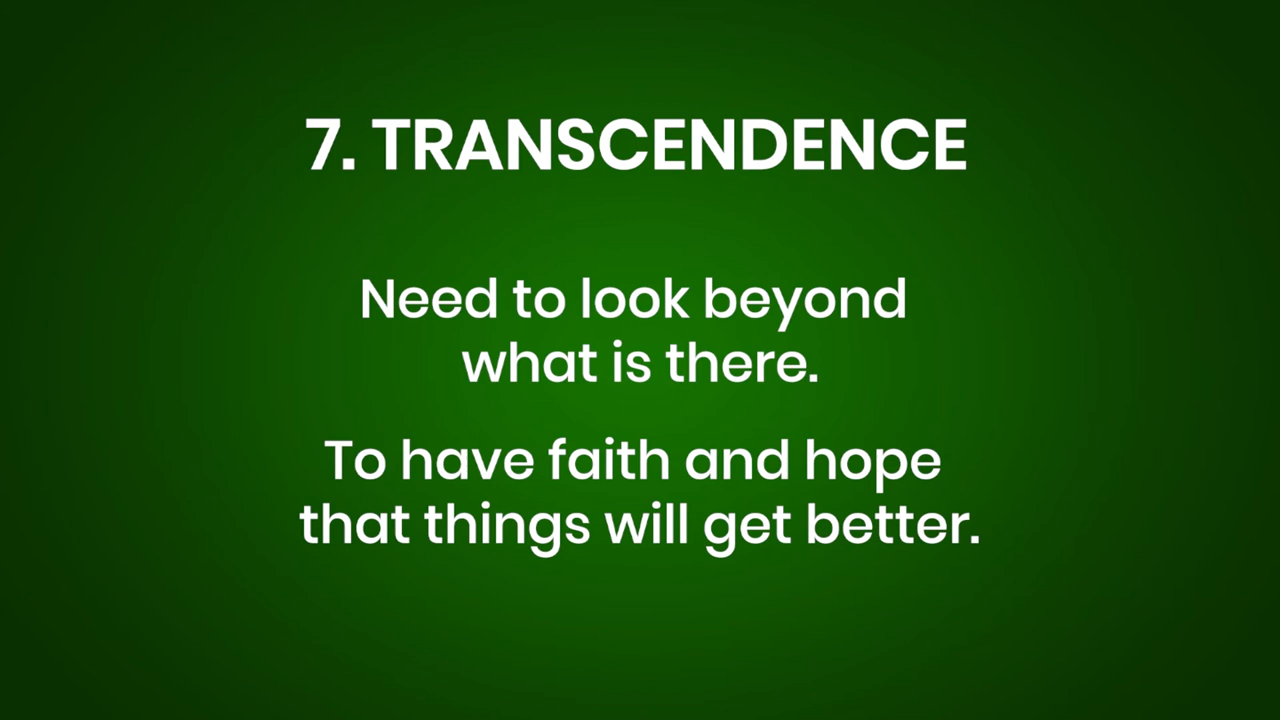 7. TRANSCENDENCE
Need to look beyond
what is there.
To have faith and hope
that things will get better.